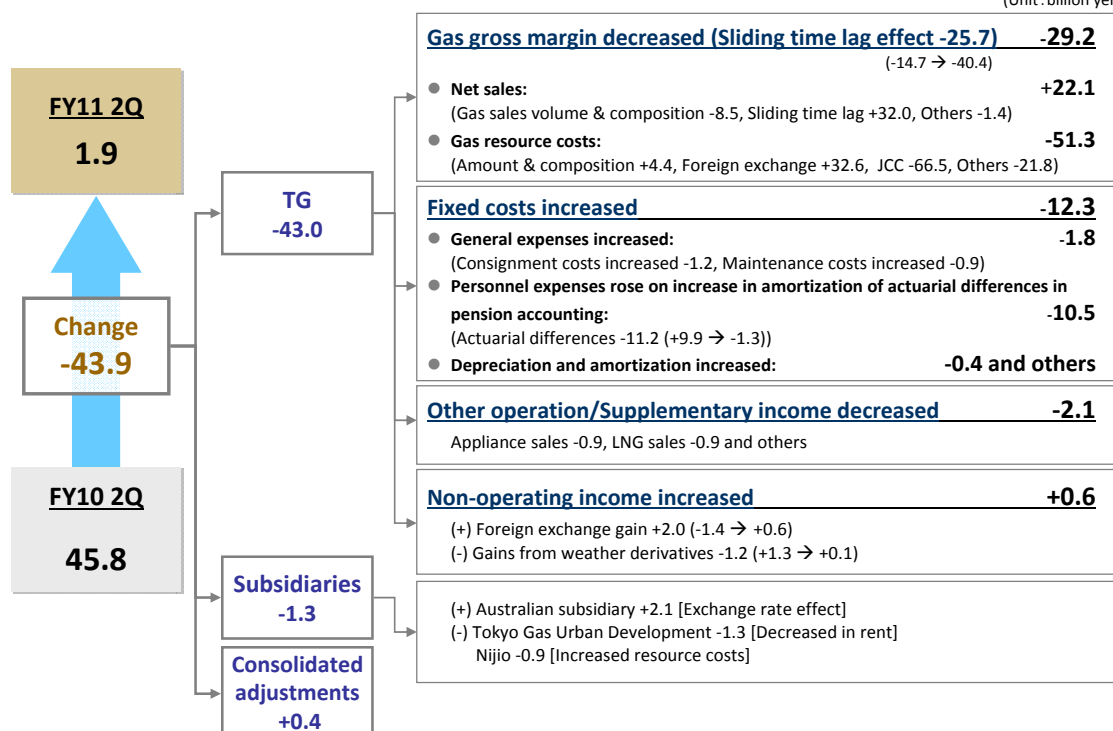 (Unit : billion yen
FY11 2Q
1.9
Change
-43.9
FY10 2Q
45.8
TG
-43.0
Subsidiaries
-1.3
Consolidated
adjustments
+0.4
Gas gross margin decreased (Sliding time lag effect -25.7) -29.2
(-14.7 → -40.4)
● Net sales: +22.1
(Gas sales volume & composition -8.5, Sliding time lag +32.0, Others -1.4)
● Gas resource costs: -51.3
(Amount & composition +4.4, Foreign exchange +32.6, JCC -66.5, Others -21.8)
Fixed costs increased -12.3
● General expenses increased: -1.8
(Consignment costs increased -1.2, Maintenance costs increased -0.9)
● Personnel expenses rose on increase in amortization of actuarial differences in
pension accounting: -10.5
(Actuarial differences -11.2 (+9.9 → -1.3))
● Depreciation and amortization increased: -0.4 and others
Other operation/Supplementary income decreased -2.1
Appliance sales -0.9, LNG sales -0.9 and others
Non-operating income increased +0.6
(+) Foreign exchange gain +2.0 (-1.4 → +0.6)
(-) Gains from weather derivatives -1.2 (+1.3 → +0.1)
(+) Australian subsidiary +2.1 [Exchange rate effect]
(-) Tokyo Gas Urban Development -1.3 [Decreased in rent]
Nijio -0.9 [Increased resource costs]